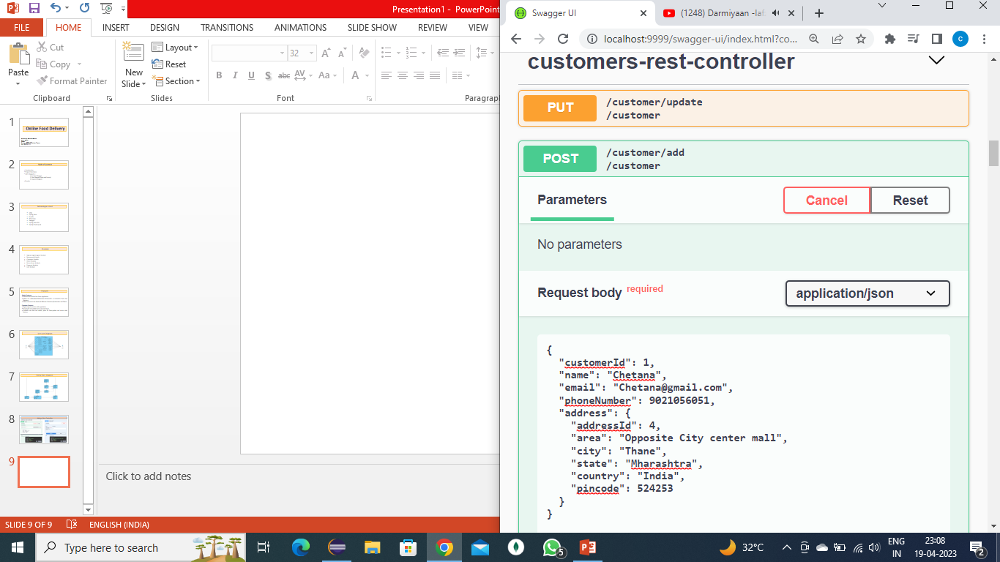 Presentation1 - PowerPoint
FILE HOME INSERT DESIGN TRANSITIONS ANIMATIONS SLIDE SHOW REVIEW VIEW
Paste
Cut
Copy
Format Painter
Clipboard
New
Slide
Layout
Reset
Section
Slides
32
B I U S abc AV Aa A
Font
Paragrap
1
Online Food Delivery
2
3
4
5
6
7
8
9
Click to add notes
SLIDE 9 OF 9 ENGLISH (INDIA)
Swagger UI
(1248) Darmiyaan -laf
localhost:9999/swagger-ui/index.html?co...
c
customers-rest-controller
PUT
/customer/update
/customer
POST
/customer/add
/customer
Parameters
Cancel Reset
No parameters
Request body required
application/json
{
"customerId": 1,
"name": "Chetana",
"email": "Chetana@gmail.com",
"phoneNumber": 9021056051,
"address": {
"addressId": 4,
"area": "Opposite City center mall",
"city": "Thane",
"state": "Mharashtra",
"country": "India",
"pincode": 524253
}
}
Type here to search
5
32°C
ENG
IN
23:08
19-04-2023
2